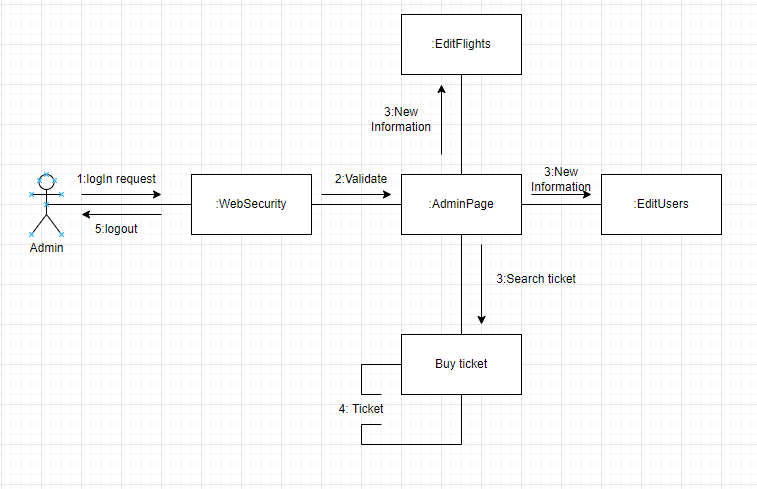 :EditFlights
3:New
Information
1:logIn request
2:Validate
3:New
Information
:WebSecurity
:AdminPage
:EditUsers
5:logout
Admin
3:Search ticket
Buy ticket
4: Ticket